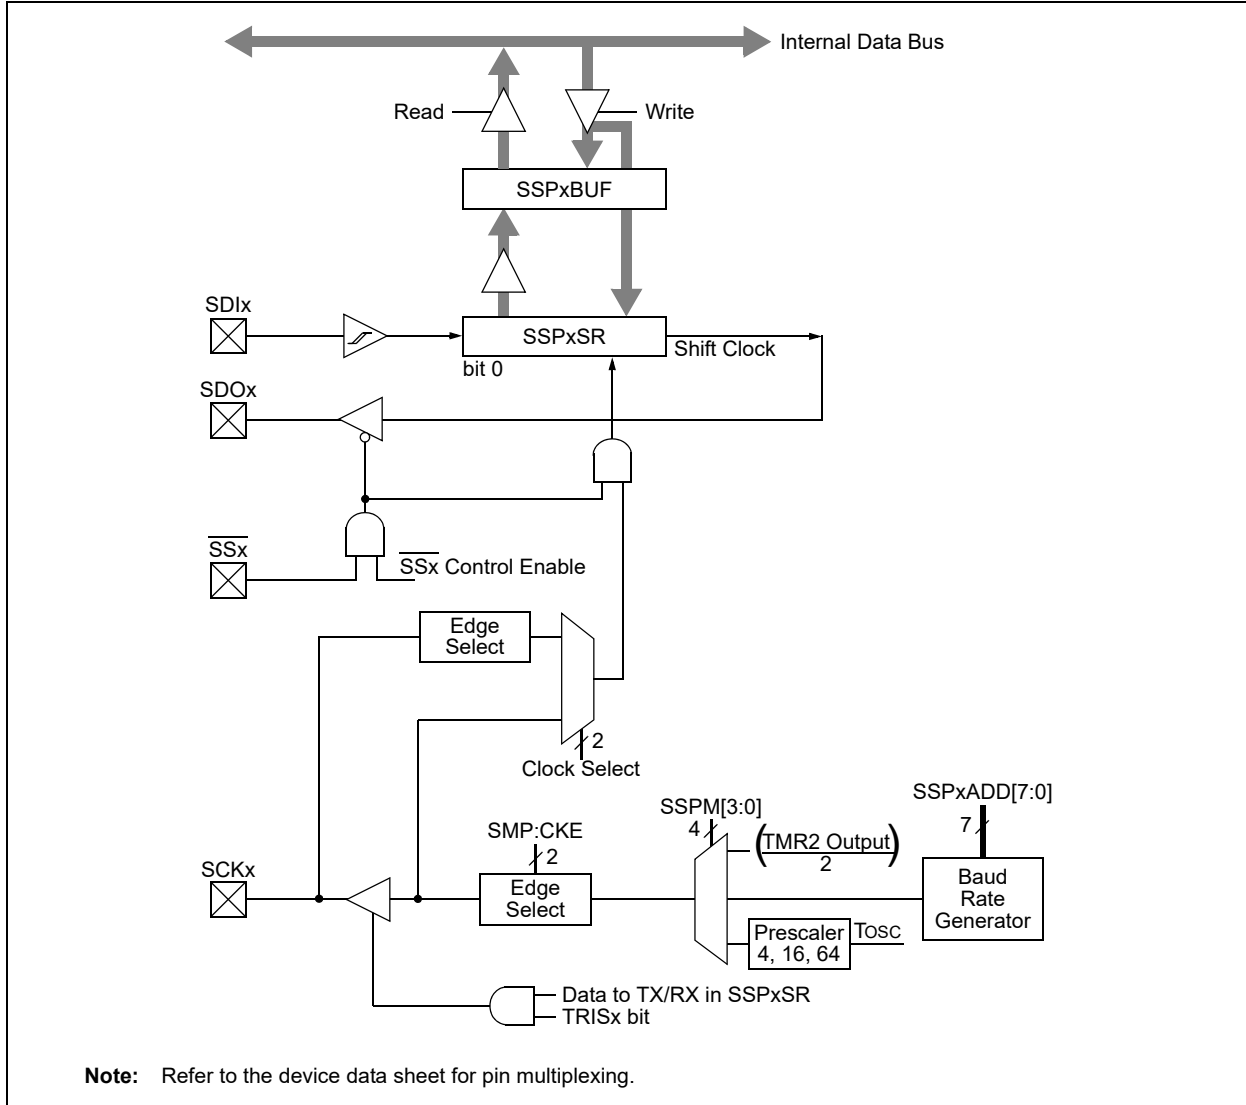 Internal Data Bus
Read
Write
SSPxBUF
SDIx
SSPxSR
Shift Clock
bit 0
SDOx
SSx
SSx Control Enable
Edge
Select
2
Clock Select
SSPxADD[7:0]
SSPM[3:0]
7
4
(TMR2 Output)
2
SMP:CKE
2
SCKx
Edge
Select
Baud
Rate
Generator
Prescaler
4, 16, 64
TOSC
Data to TX/RX in SSPxSR
TRISx bit
Note: Refer to the device data sheet for pin multiplexing.